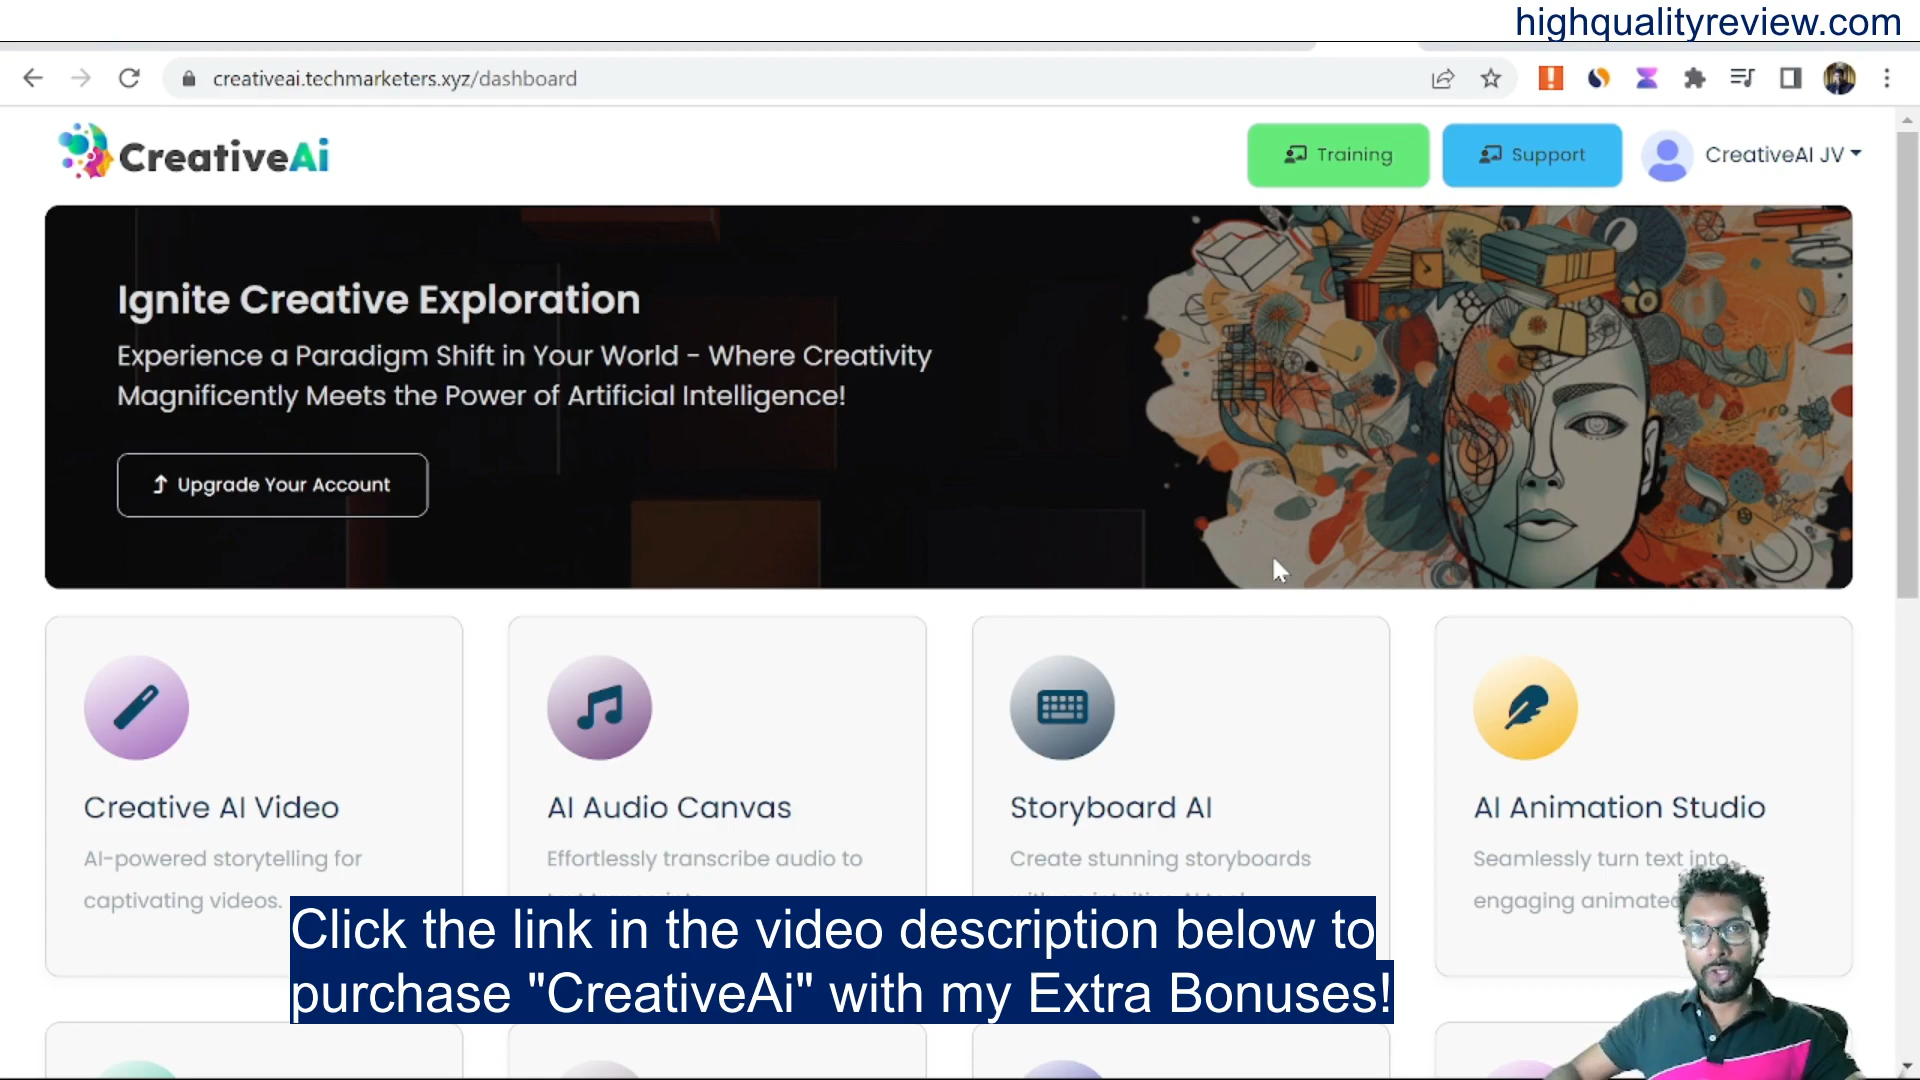 highqualityreview.com
creativeai.techmarketers.xyz/dashboard
CreativeAi
Training
Support
CreativeAI JV
Ignite Creative Exploration
Experience a Paradigm Shift in Your World - Where Creativity
Magnificently Meets the Power of Artificial Intelligence!
Upgrade Your Account
Creative AI Video
AI-powered storytelling for
captivating videos.
AI Audio Canvas
Effortlessly transcribe audio to
Storyboard AI
Create stunning storyboards
AI Animation Studio
Seamlessly turn text into
engaging animated
Click the link in the video description below to
purchase "CreativeAi" with my Extra Bonuses!